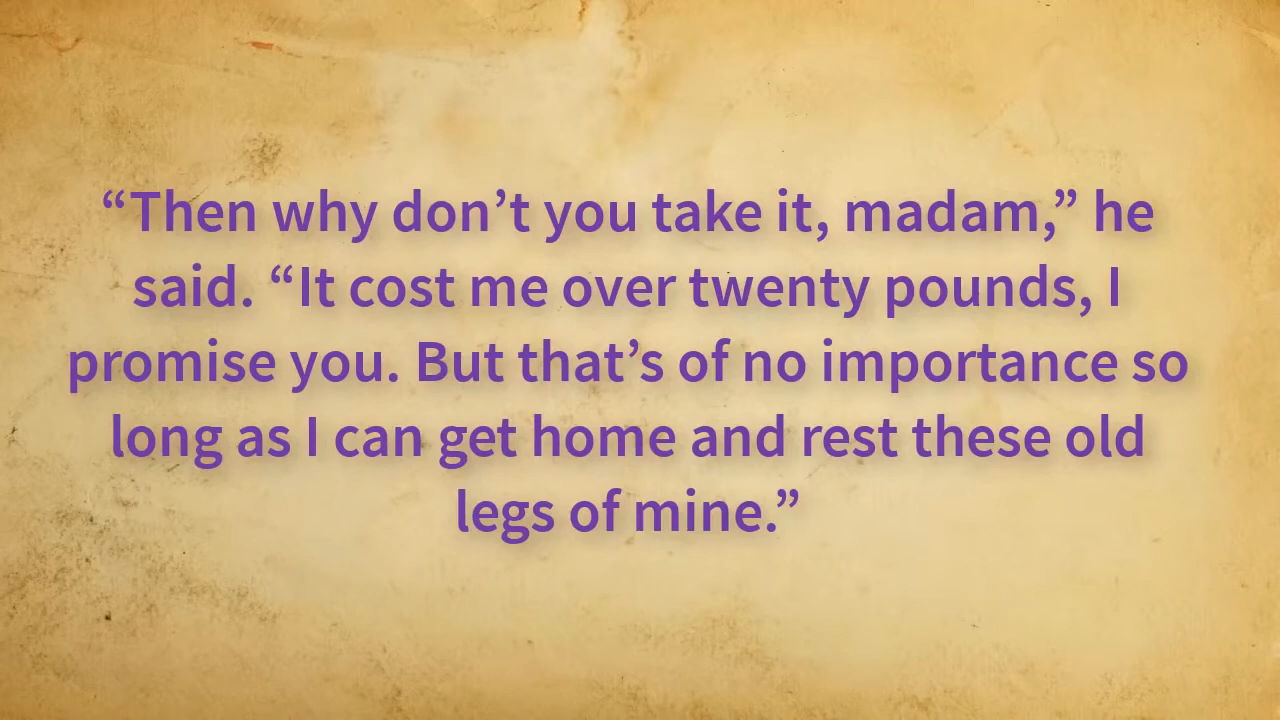 “Then why don’t you take it, madam,” he
said. “It cost me over twenty pounds, I
promise you. But that’s of no importance so
long as I can get home and rest these old
legs of mine.”